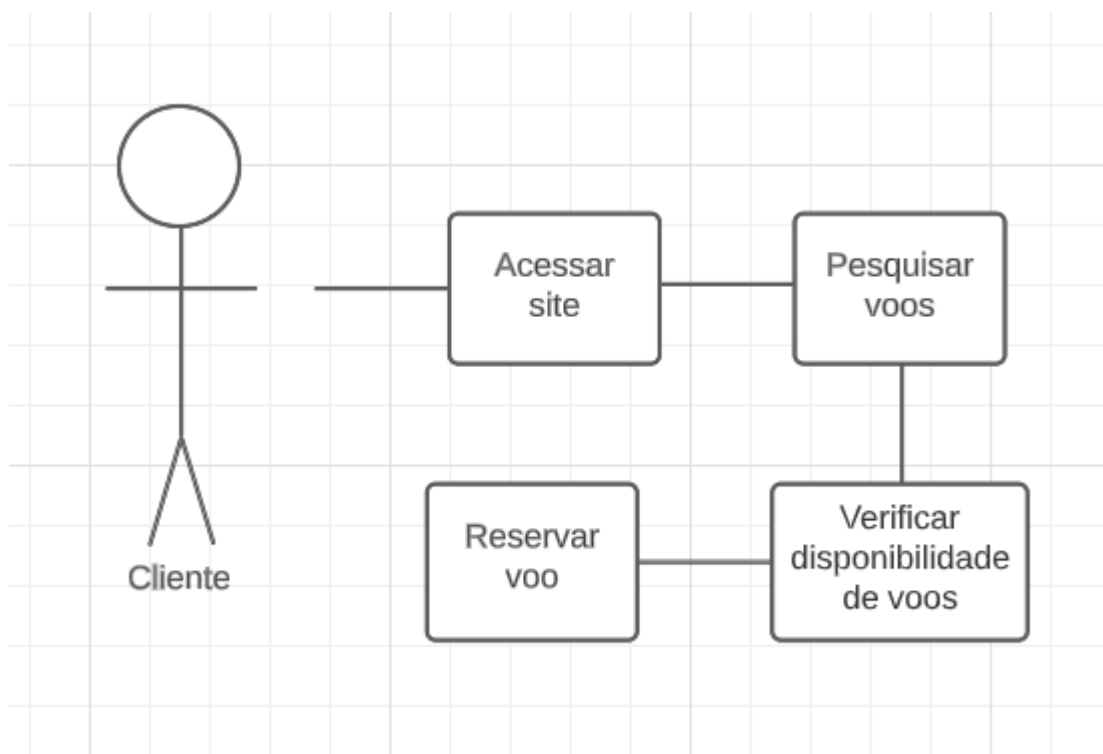 Acessar
site
Pesquisar
voos
Reservar
voo
Verificar
disponibilidade
de voos
Cliente